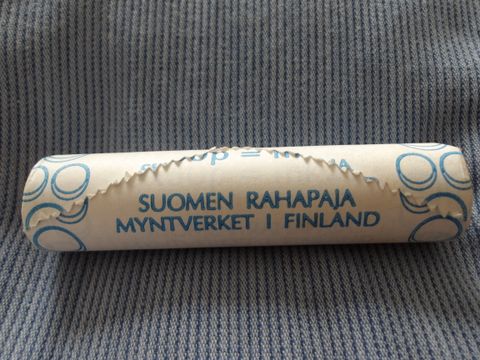 SUOMEN RAHAPAJA
MYNTVERKET I FINLAND